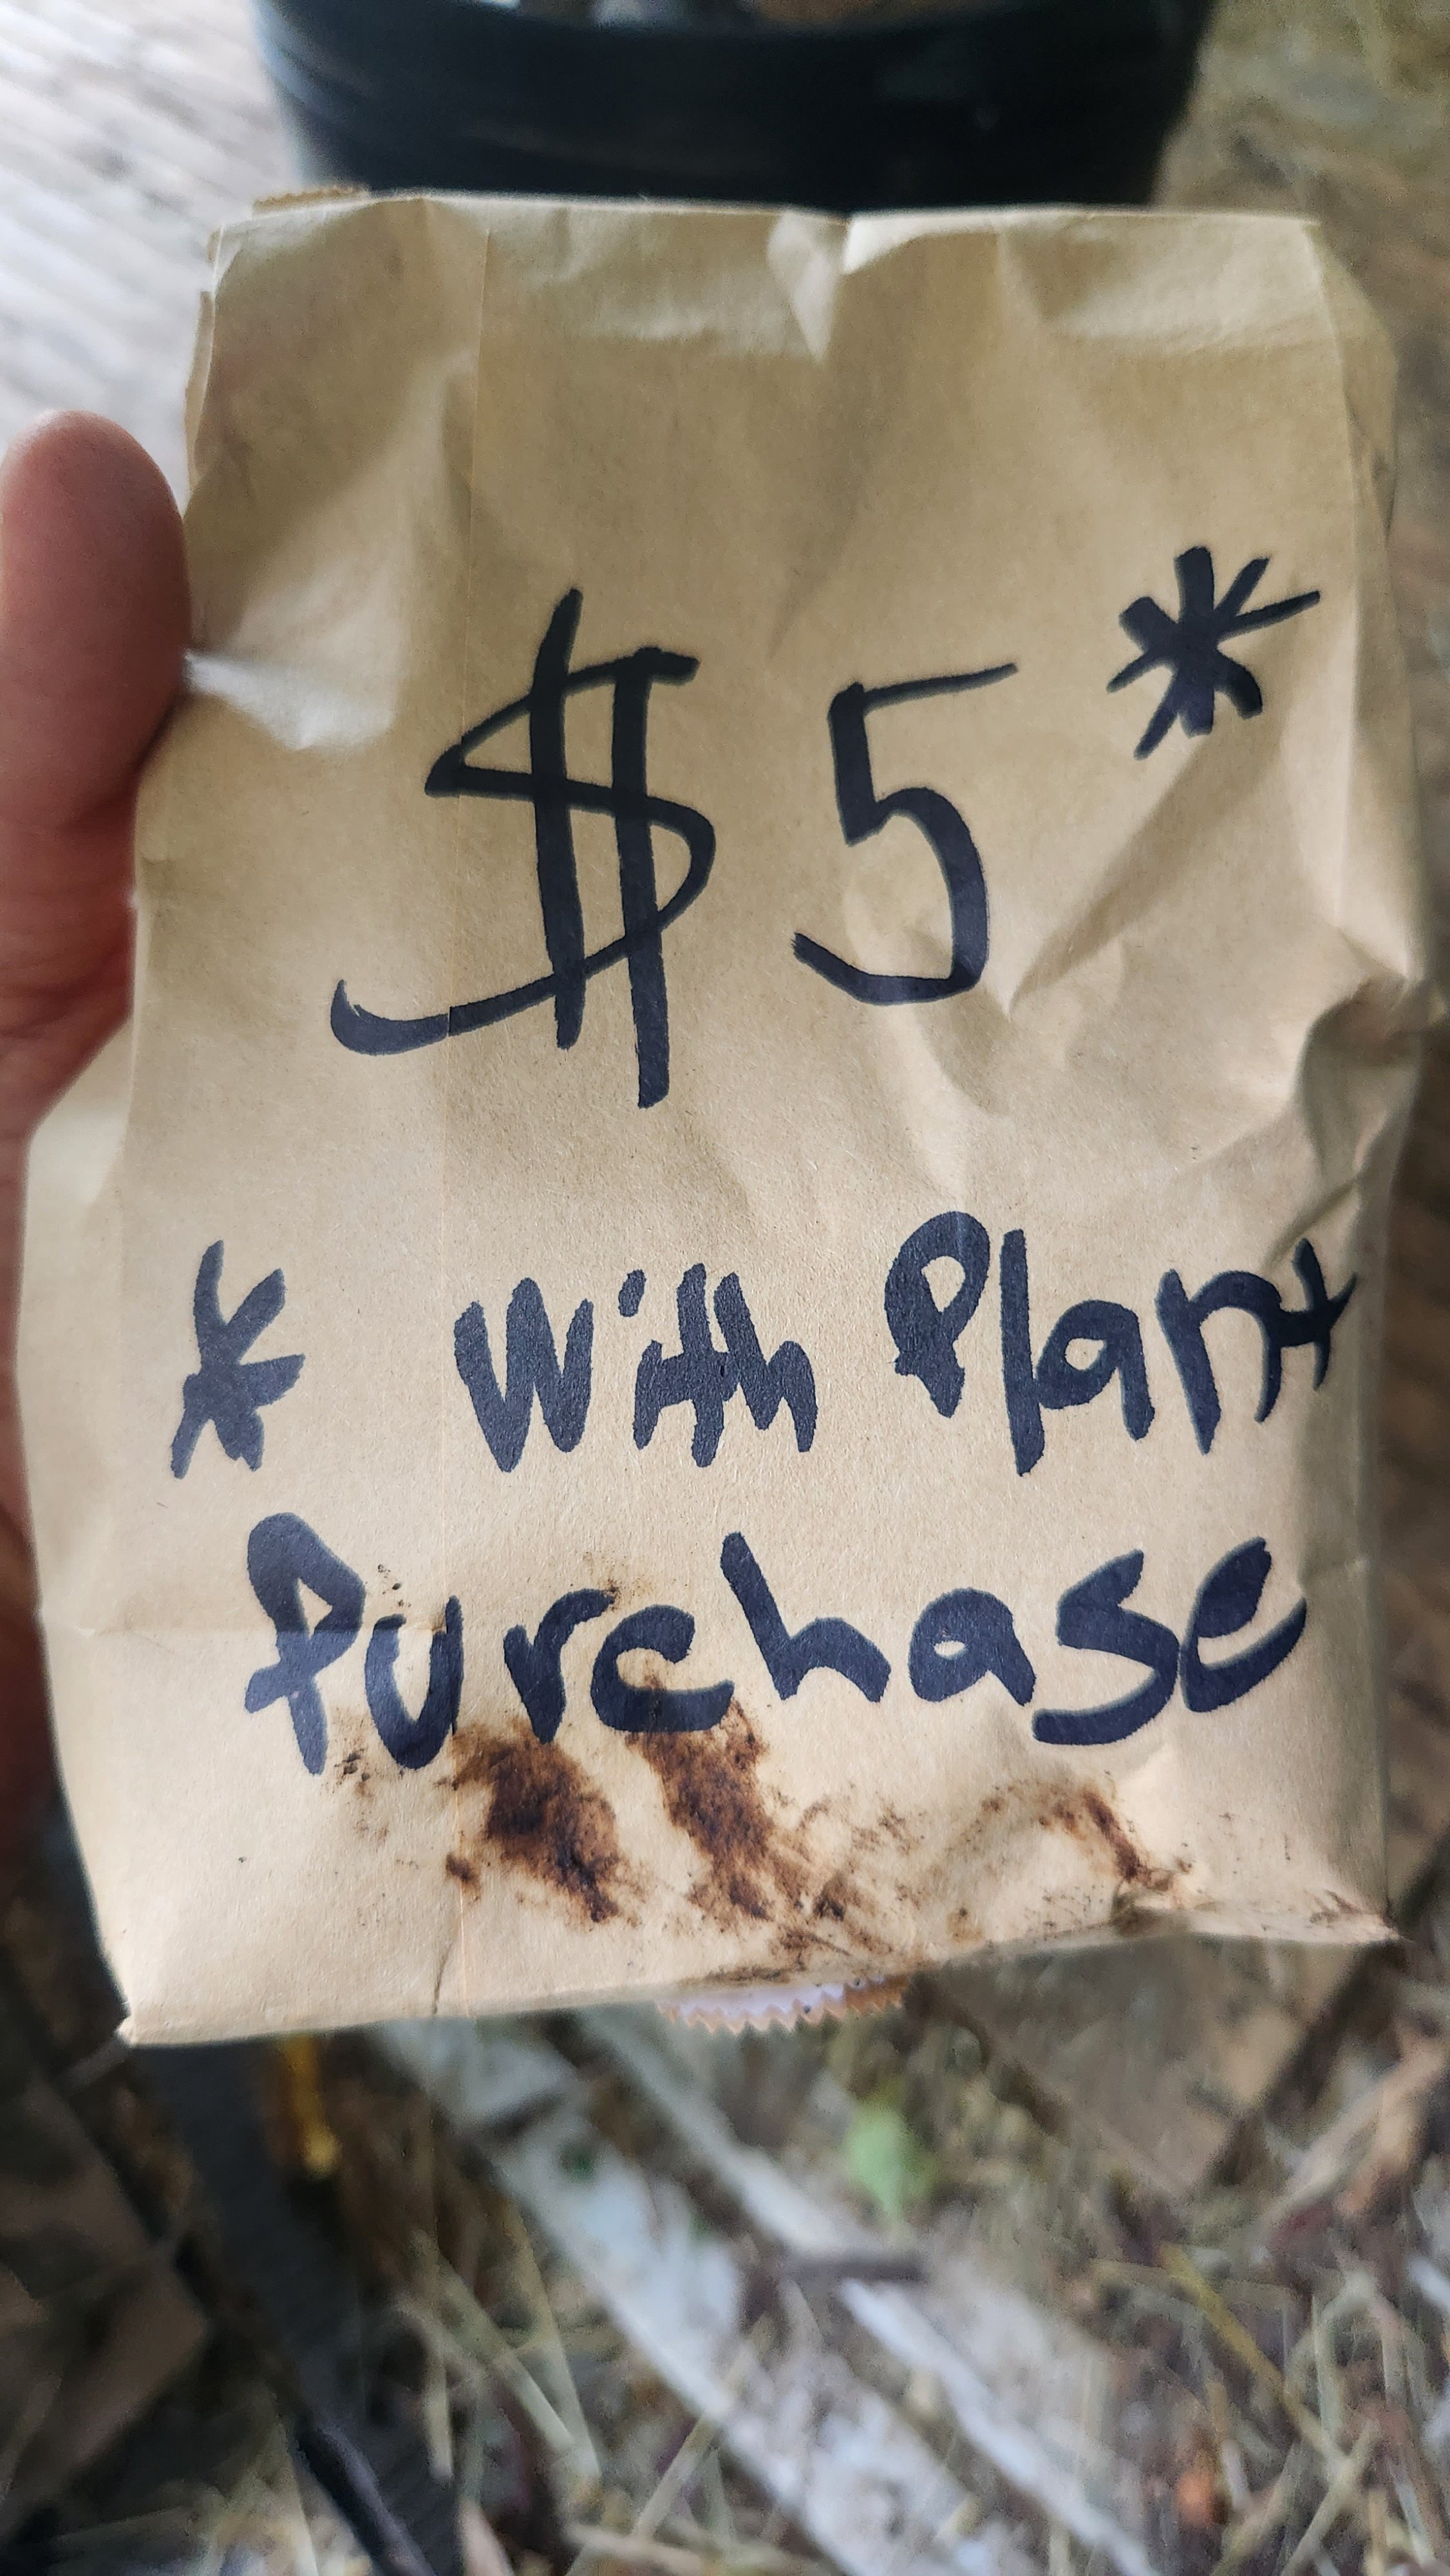 $5*
* With Plant
Purchase